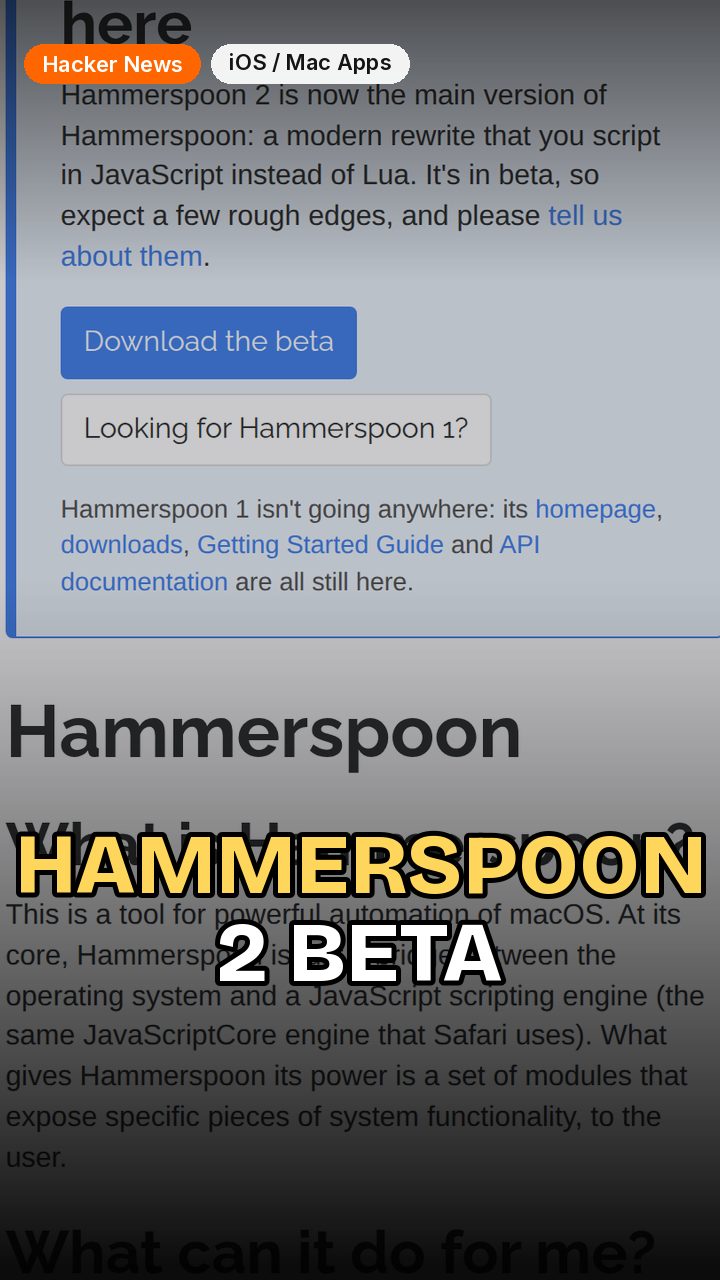 here
Hacker News
iOS / Mac Apps
Hammerspoon 2 is now the main version of
Hammerspoon: a modern rewrite that you script
in JavaScript instead of Lua. It's in beta, so
expect a few rough edges, and please tell us
about them.
Download the beta
Looking for Hammerspoon 1?
Hammerspoon 1 isn't going anywhere: its homepage,
downloads, Getting Started Guide and API
documentation are all still here.
Hammerspoon
What is Hammerspoon?
HAMMERSPOON
This is a tool for powerful automation of macOS. At its
2 BETA
core, Hammerspoon is between the
operating system and a JavaScript scripting engine (the
same JavaScriptCore engine that Safari uses). What
gives Hammerspoon its power is a set of modules that
expose specific pieces of system functionality, to the
user.
What can it do for me?